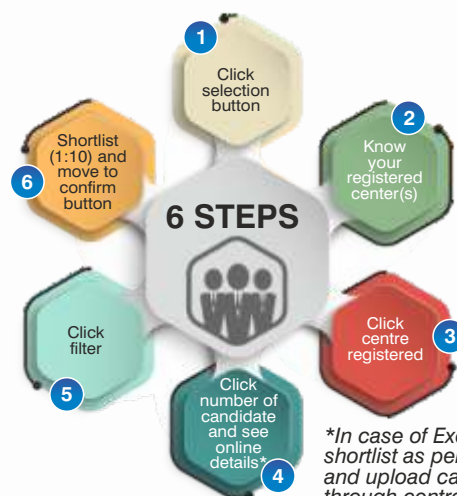 1
Click
selection
button
2
Know
your
registered
center(s)
3
Click
centre
registered
4
Click
number of
candidate
and see
online
details*
5
Click
filter
6
Shortlist
(1:10) and
move to
confirm
button
6 STEPS
*In case of
shortlist as
and upload
through